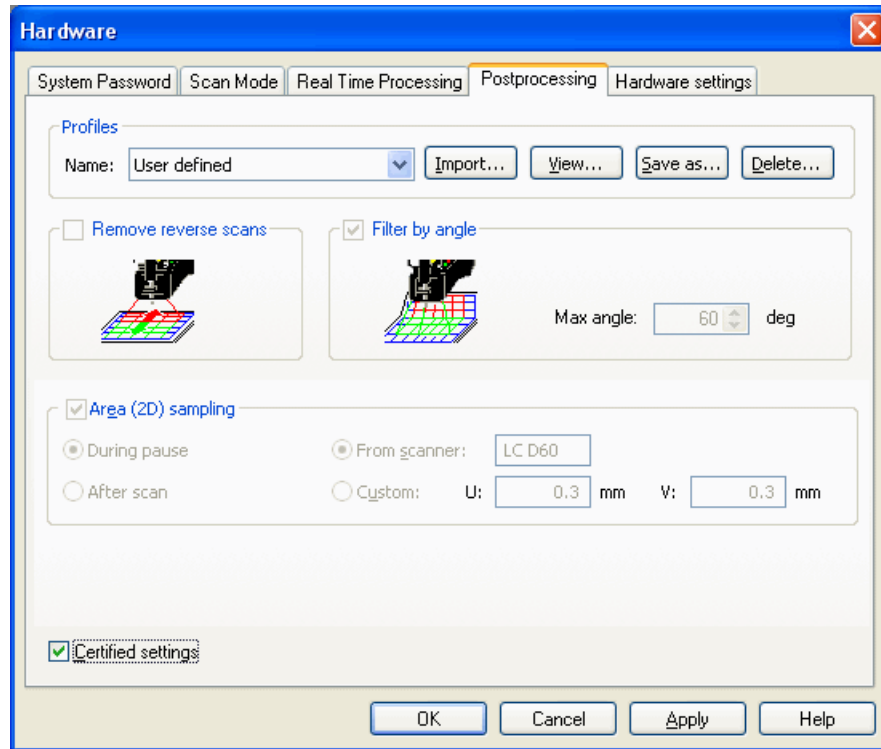 Hardware
System Password Scan Mode Real Time Processing Postprocessing Hardware settings
Profiles
Name: User defined Import... View... Save as... Delete...
Remove reverse scans Filter by angle
Max angle: 60 deg
Area (2D) sampling
During pause From scanner: LC D60
After scan Custom: U: 0.3 mm V: 0.3 mm
Certified settings
OK Cancel Apply Help